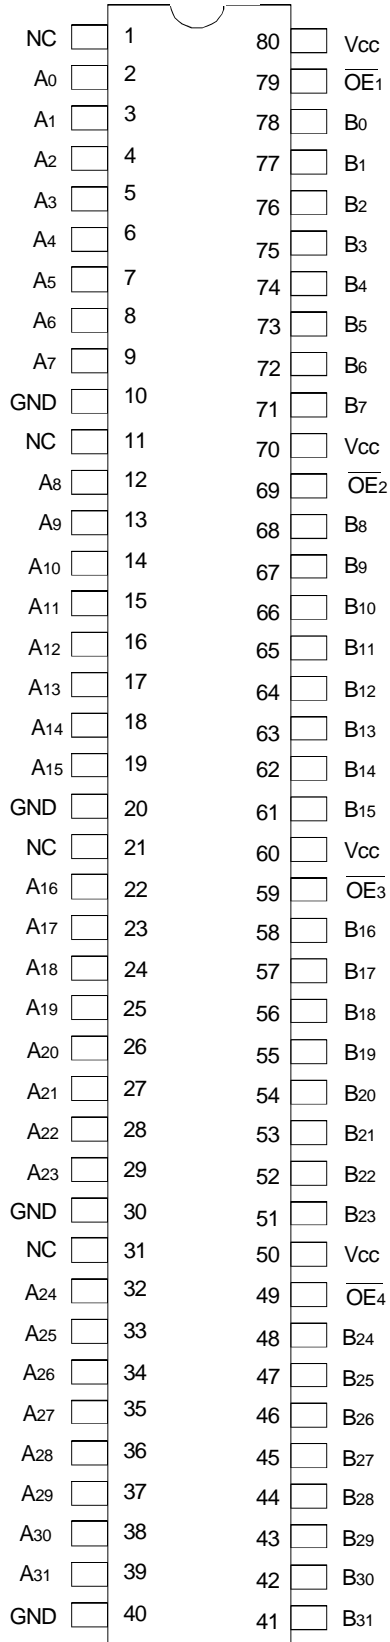 NC 1 80 Vcc
A0 2 79 OE1
A1 3 78 B0
A2 4 77 B1
A3 5 76 B2
A4 6 75 B3
A5 7 74 B4
A6 8 73 B5
A7 9 72 B6
GND 10 71 B7
NC 11 70 Vcc
A8 12 69 OE2
A9 13 68 B8
A10 14 67 B9
A11 15 66 B10
A12 16 65 B11
A13 17 64 B12
A14 18 63 B13
A15 19 62 B14
GND 20 61 B15
NC 21 60 Vcc
A16 22 59 OE3
A17 23 58 B16
A18 24 57 B17
A19 25 56 B18
A20 26 55 B19
A21 27 54 B20
A22 28 53 B21
A23 29 52 B22
GND 30 51 B23
NC 31 50 Vcc
A24 32 49 OE4
A25 33 48 B24
A26 34 47 B25
A27 35 46 B26
A28 36 45 B27
A29 37 44 B28
A30 38 43 B29
A31 39 42 B30
GND 40 41 B31